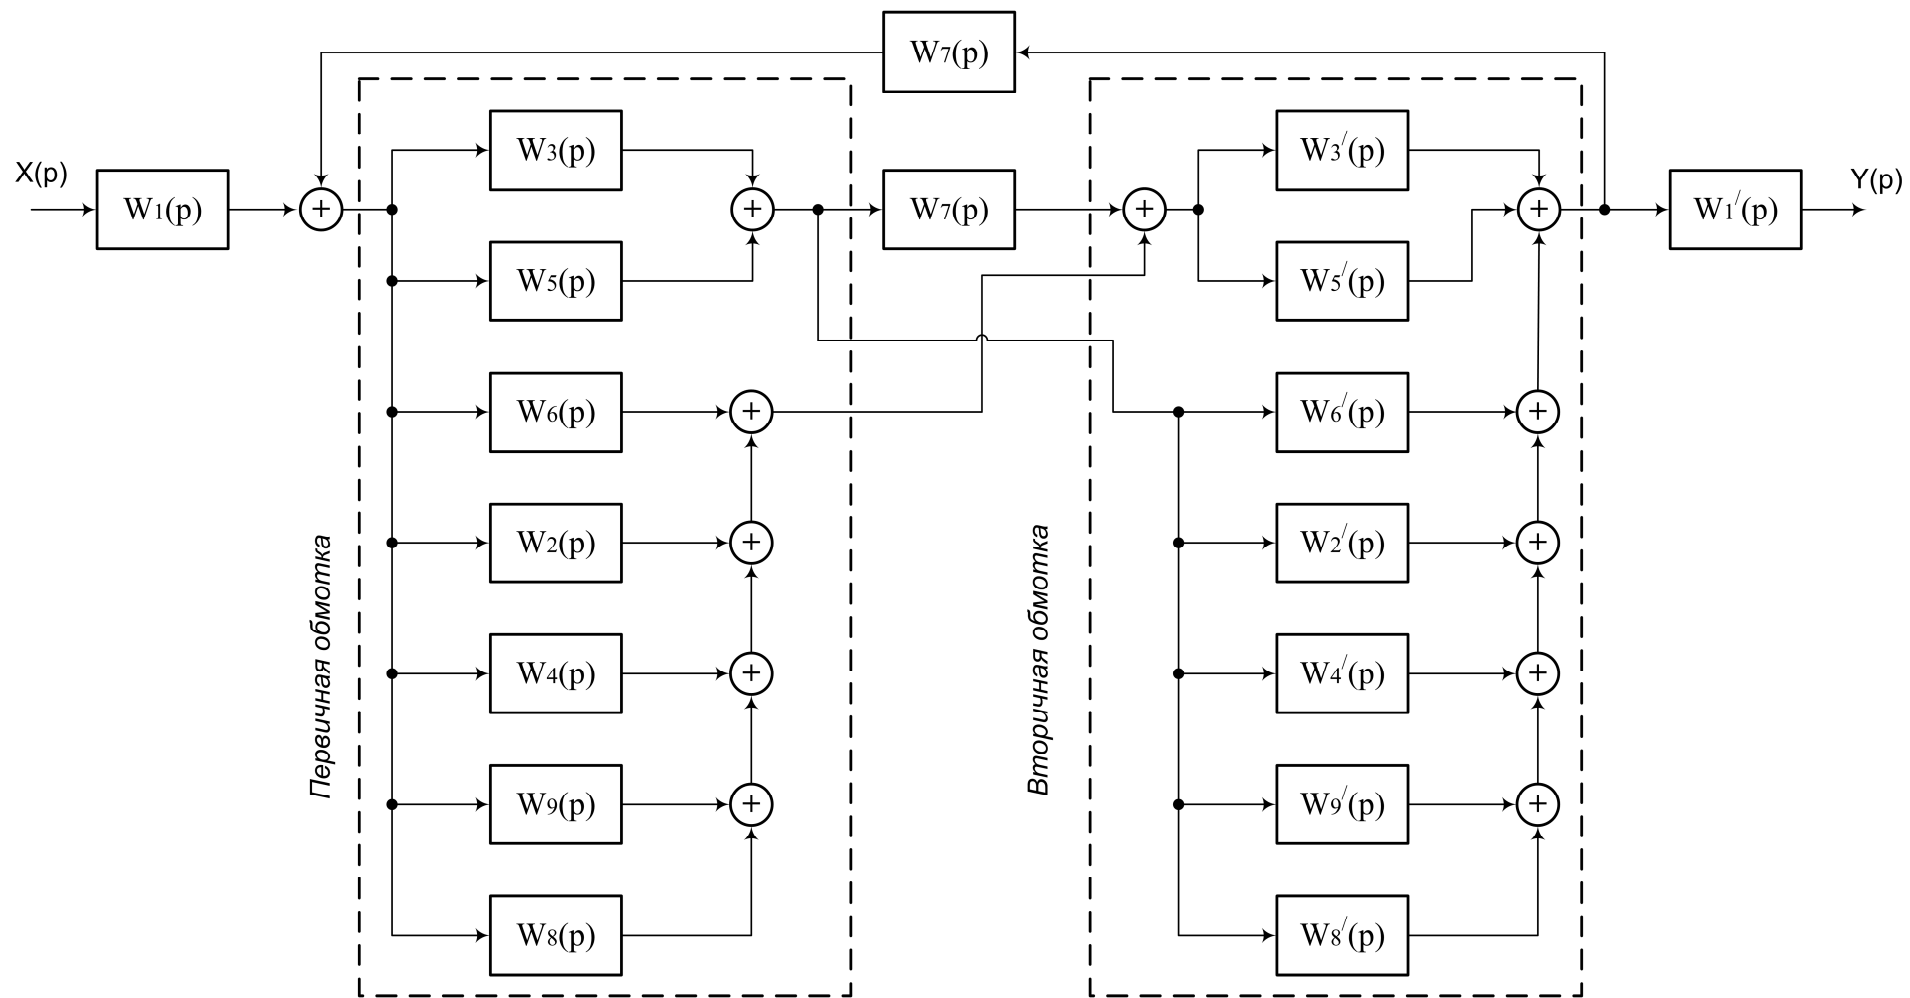 W7(p)
X(p)
W1(p)
+
W3(p)
W5(p)
+
W7(p)
+
W3/(p)
W5/(p)
+
W1/(p)
Y(p)
W6(p)
+
W6/(p)
+
W2(p)
+
W2/(p)
+
W4(p)
+
W4/(p)
+
W9(p)
+
W9/(p)
+
W8(p)
W8/(p)
Первичная обмотка
Вторичная обмотка